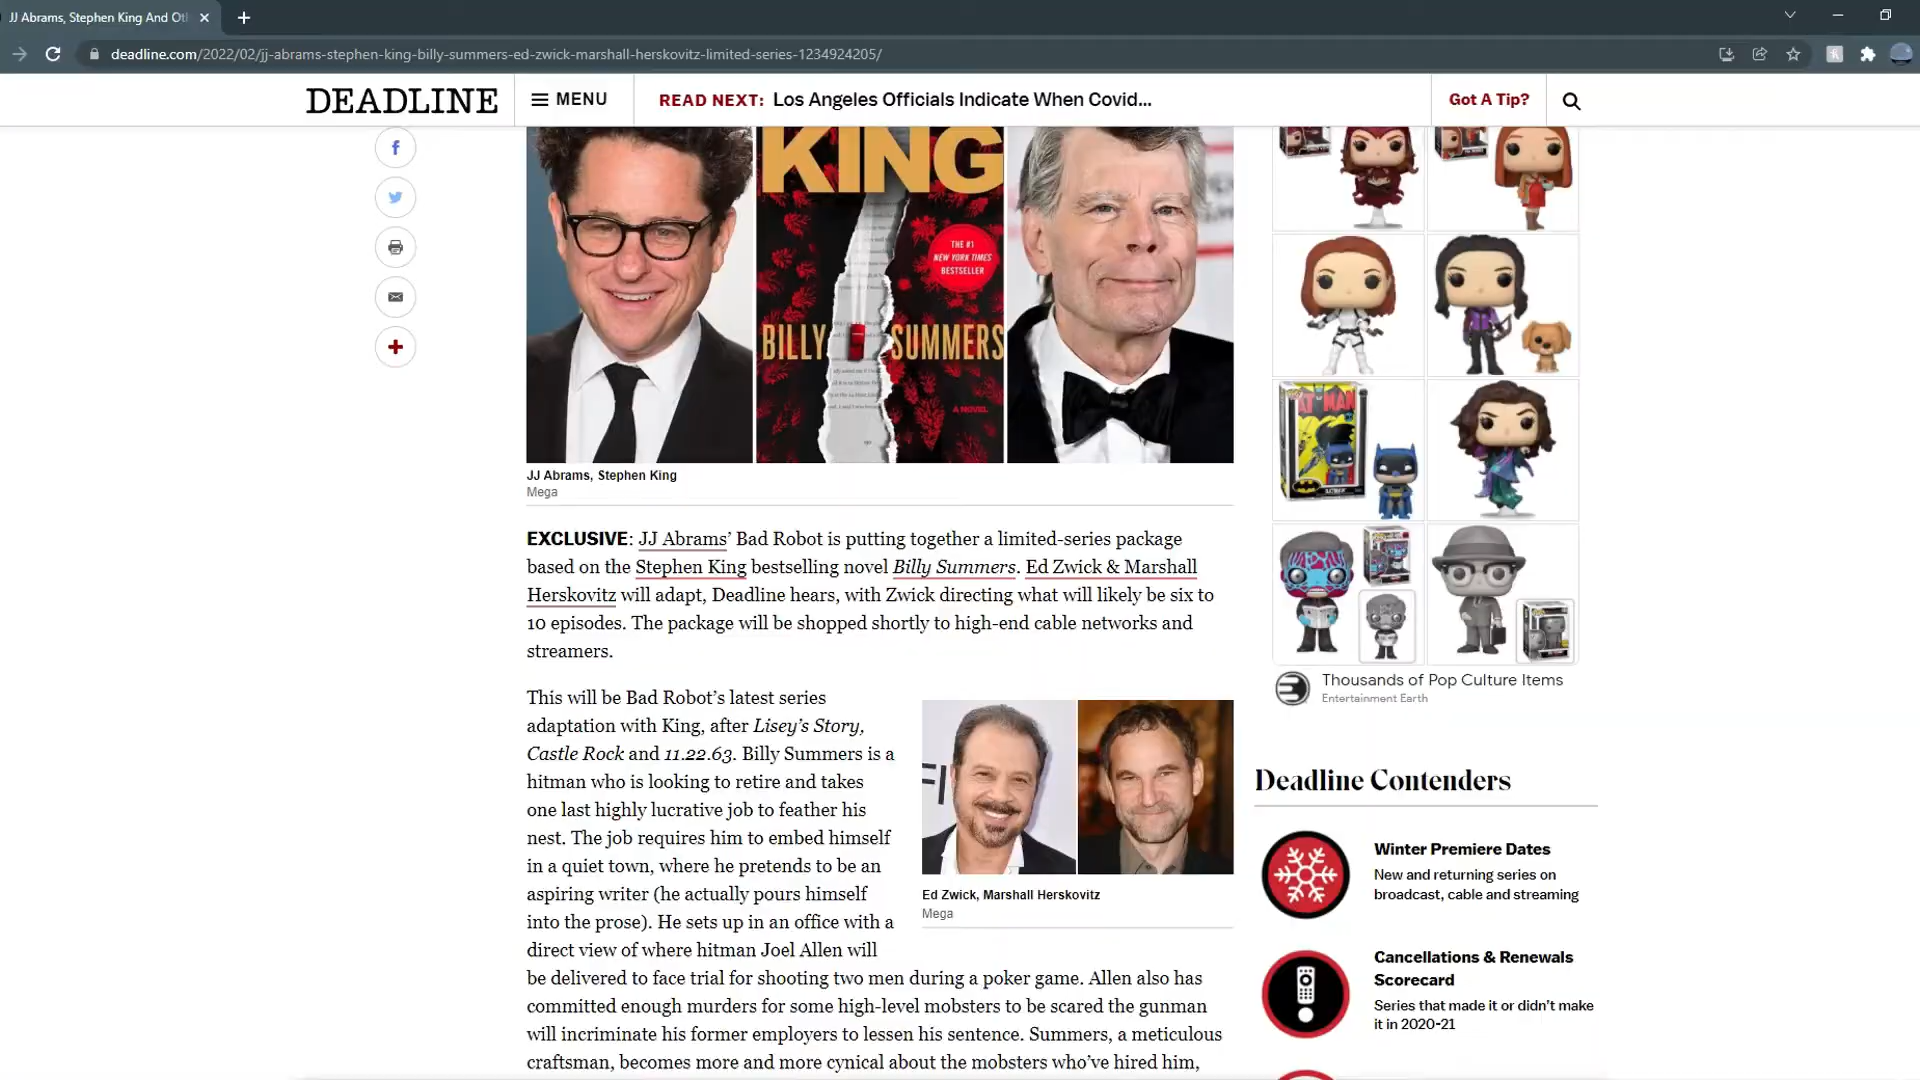 JJ Abrams, Stephen King And Ot
deadline.com/2022/02/jj-abrams-stephen-king-billy-summers-ed-zwick-marshall-herskovitz-limited-series-1234924205/
DEADLINE
MENU
READ NEXT: Los Angeles Officials Indicate When Covid...
Got A Tip?
KING
THE #1
NEW YORK TIMES
BESTSELLER
BILLY SUMMERS
A NOVEL
JJ Abrams, Stephen King
Mega
EXCLUSIVE: JJ Abrams’ Bad Robot is putting together a limited-series package
based on the Stephen King bestselling novel Billy Summers. Ed Zwick & Marshall
Herskovitz will adapt, Deadline hears, with Zwick directing what will likely be six to
10 episodes. The package will be shopped shortly to high-end cable networks and
streamers.
This will be Bad Robot’s latest series
adaptation with King, after Lisey’s Story,
Castle Rock and 11.22.63. Billy Summers is a
hitman who is looking to retire and takes
one last highly lucrative job to feather his
nest. The job requires him to embed himself
in a quiet town, where he pretends to be an
aspiring writer (he actually pours himself
into the prose). He sets up in an office with a
direct view of where hitman Joel Allen will
be delivered to face trial for shooting two men during a poker game. Allen also has
committed enough murders for some high-level mobsters to be scared the gunman
will incriminate his former employers to lessen his sentence. Summers, a meticulous
craftsman, becomes more and more cynical about the mobsters who’ve hired him,
Ed Zwick, Marshall Herskovitz
Mega
BATMAN
Thousands of Pop Culture Items
Entertainment Earth
Deadline Contenders
Winter Premiere Dates
New and returning series on
broadcast, cable and streaming
Cancellations & Renewals
Scorecard
Series that made it or didn’t make
it in 2020-21